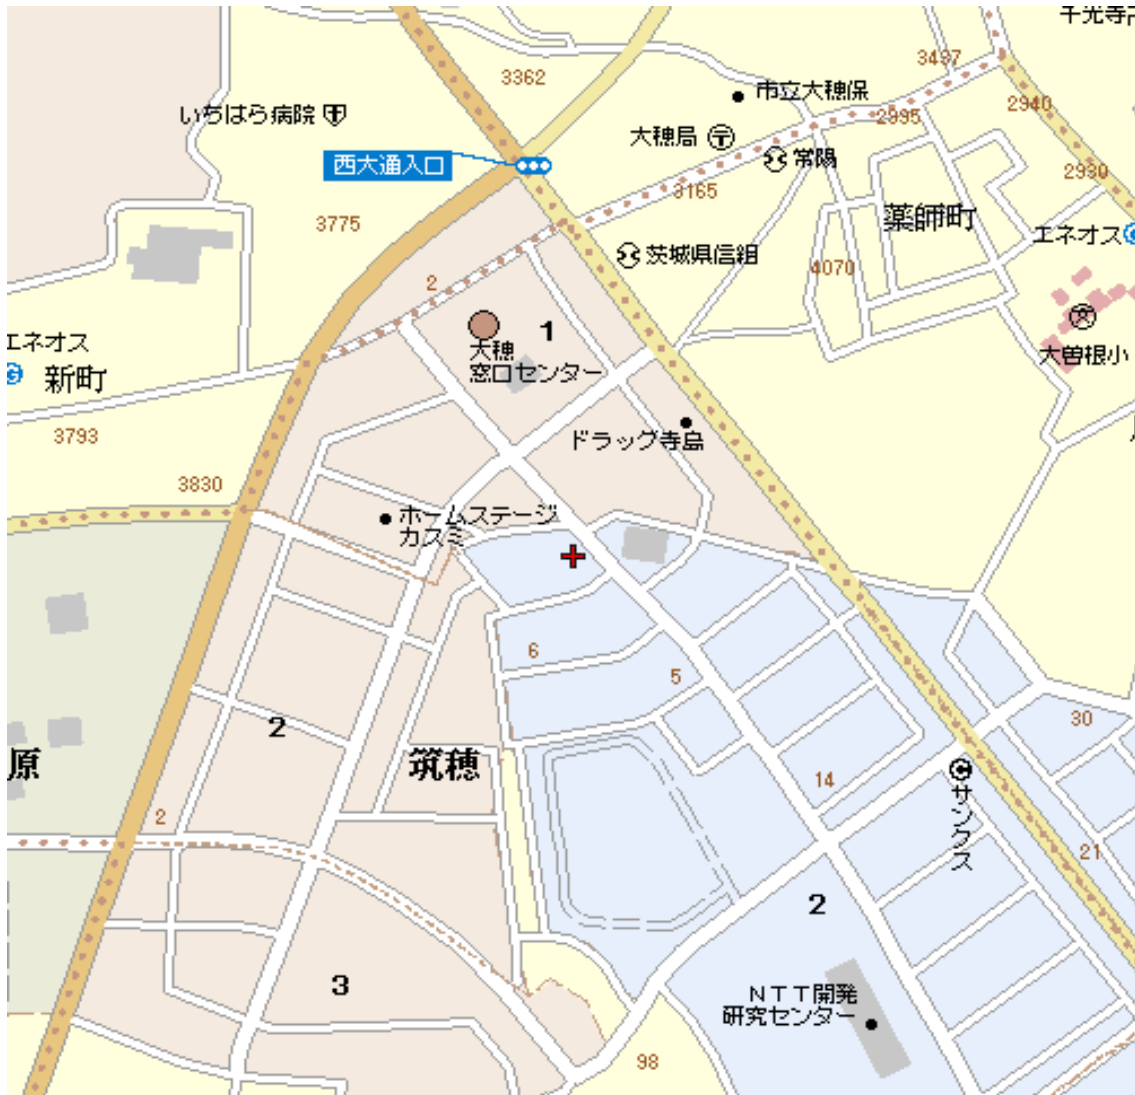 千光寺
3437
3362
市立大穂保
2940
いちはら病院
2995
大穂局
〒
常陽
西大通入口
2930
3165
3775
薬師町
エネオス
茨城県信組
4070
2
1
大穂
窓口センター
エネオス
大曽根小
新町
3793
ドラッグ寺島
3830
ホームステージ
カスミ
6
5
30
2
筑穂
原
14
サンクス
2
21
2
3
NTT開発
研究センター
98